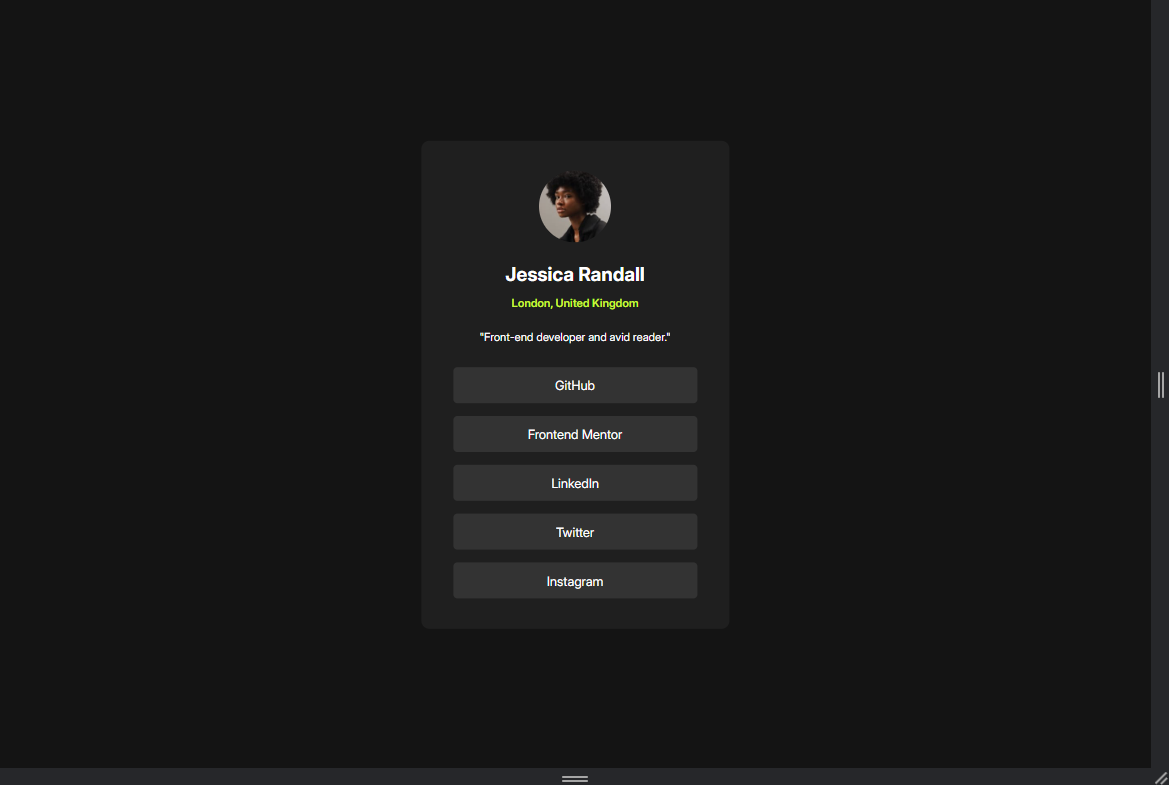 Jessica Randall
London, United Kingdom
"Front-end developer and avid reader."
GitHub
Frontend Mentor
LinkedIn
Twitter
Instagram